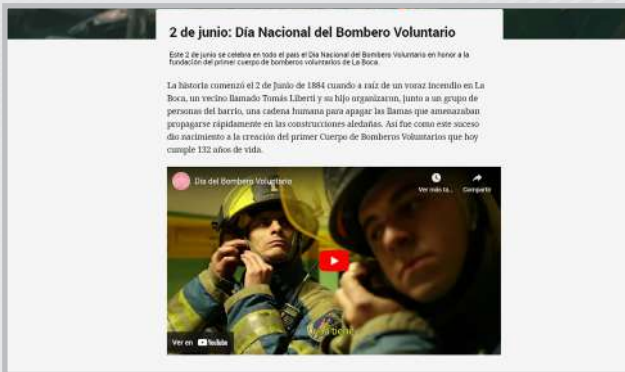 2 de junio: Día Nacional del Bombero Voluntario
Este 2 de junio se celebra en todo el país el Día Nacional del Bombero Voluntario en honor a la
fundación del primer cuerpo de bomberos voluntarios de La Boca.
La historia comenzó el 2 de Junio de 1884 cuando a raíz de un voraz incendio en La
Boca, un vecino llamado Tomás Liberti y su hijo organizaron, junto a un grupo de
personas del barrio, una cadena humana para apagar las llamas que amenazaban
propagarse rápidamente en las construcciones aledañas. Así fue como este suceso
dio nacimiento a la creación del primer Cuerpo de Bomberos Voluntarios que hoy
cumple 132 años de vida.
Día del Bombero Voluntario
Ver más ta...
Compartir
tiene
Ver en YouTube